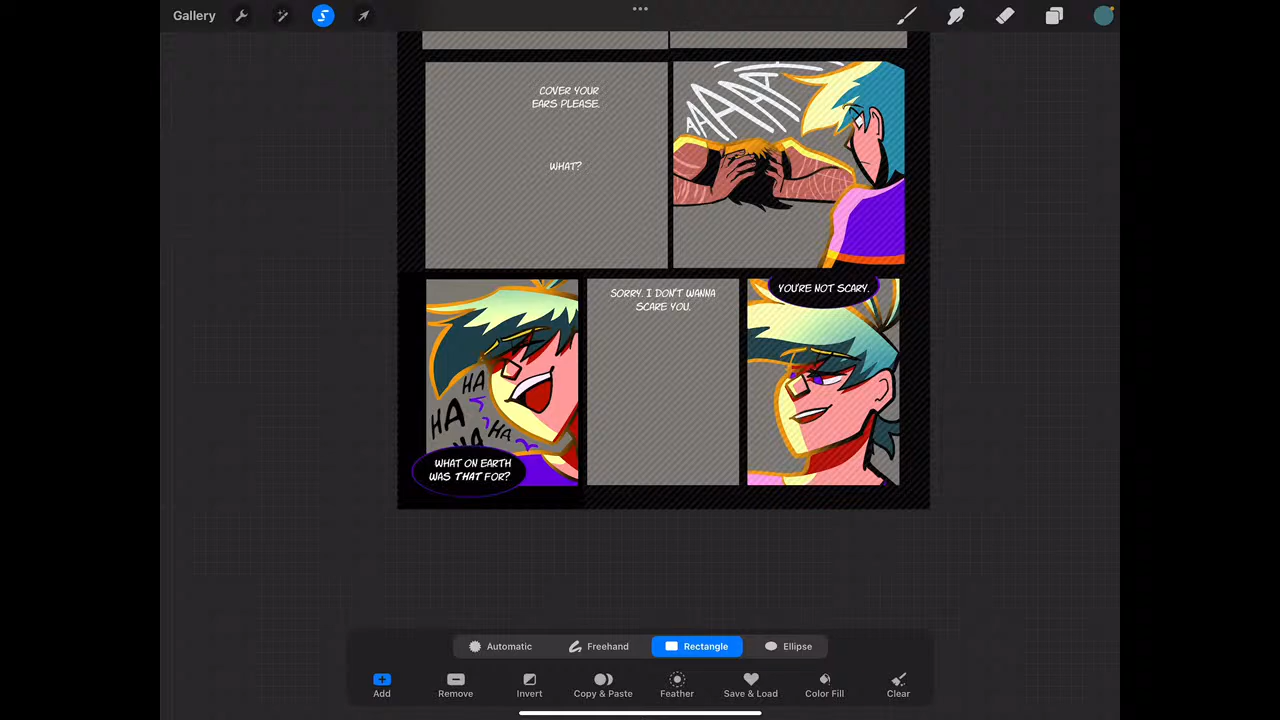 Gallery
COVER YOUR
EARS PLEASE.
WHAT?
AAAAA
SORRY. I DON'T WANNA
SCARE YOU.
YOU'RE NOT SCARY.
HA
HA
HA
HA
WHAT ON EARTH
WAS THAT FOR?
Automatic
Freehand
Rectangle
Ellipse
Add
Remove
Invert
Copy & Paste
Feather
Save & Load
Color Fill
Clear